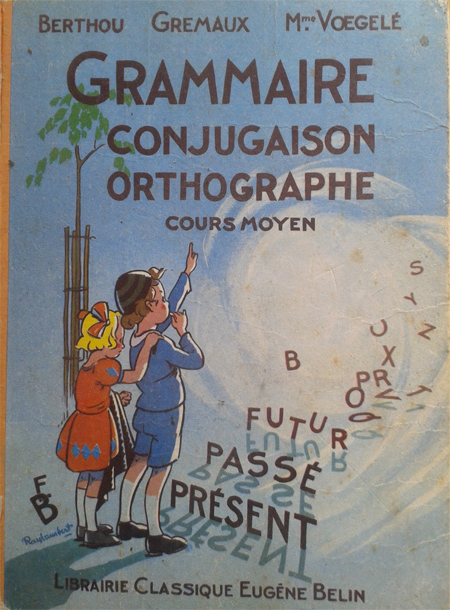 BERTHOU GREMAUX Mme VOEGELÉ
GRAMMAIRE
CONJUGAISON
ORTHOGRAPHE
COURS MOYEN
S
Y
N
U
X
B
O P R V
FUTUR
PASSÉ
PRÉSENT
F
B
LIBRAIRIE CLASSIQUE EUGÈNE BELIN